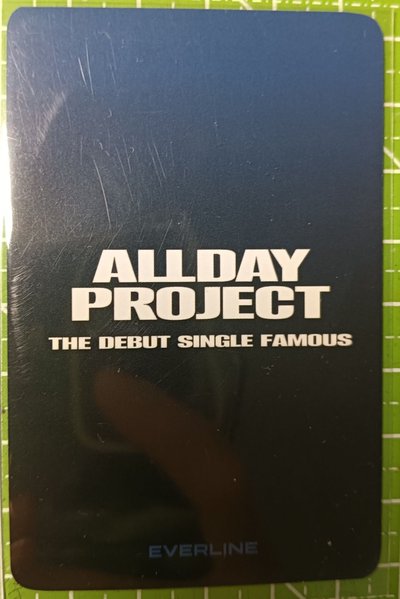 ALLDAY
PROJECT
THE DEBUT SINGLE FAMOUS
EVERLINE